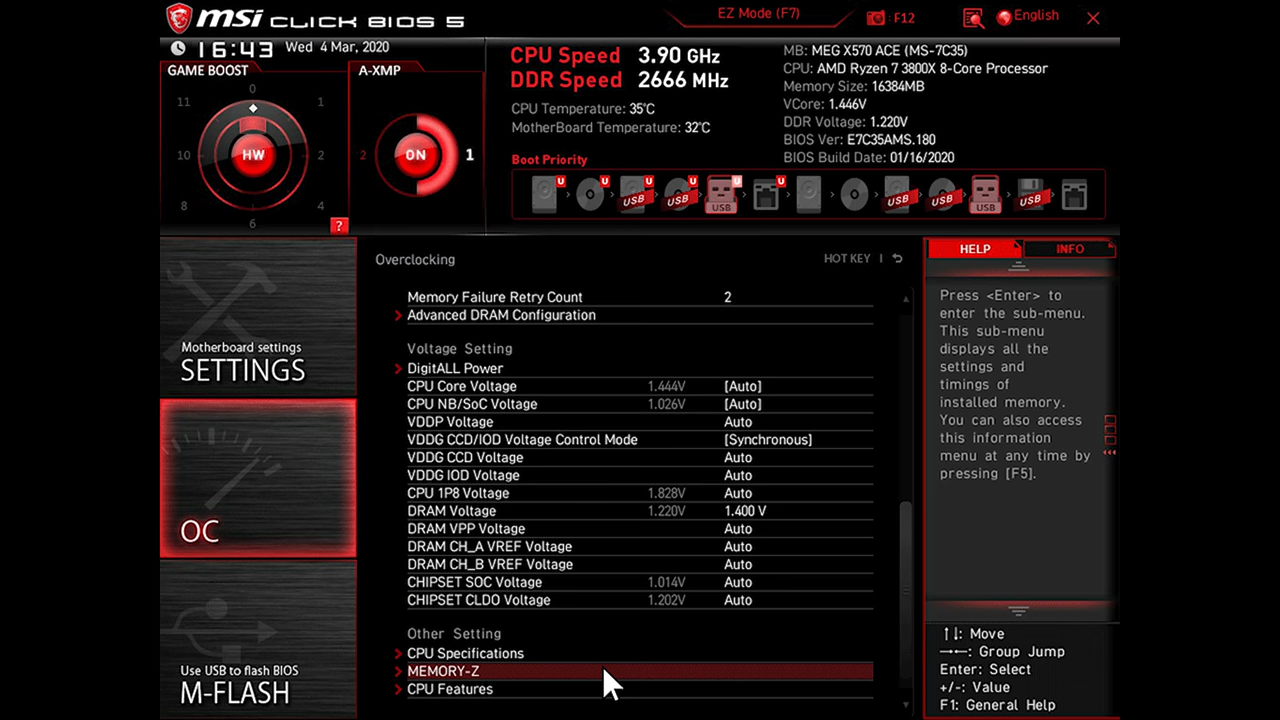 msi CLICK BIOS 5
EZ Mode (F7)
F12
English
16:43 Wed 4 Mar, 2020
GAME BOOST
A-XMP
0
11
1
10
HW
2
8
4
6
?
2
ON
1
CPU Speed 3.90 GHz
DDR Speed 2666 MHz
CPU Temperature: 35°C
MotherBoard Temperature: 32°C
MB: MEG X570 ACE (MS-7C35)
CPU: AMD Ryzen 7 3800X 8-Core Processor
Memory Size: 16384MB
VCore: 1.446V
DDR Voltage: 1.220V
BIOS Ver: E7C35AMS.180
BIOS Build Date: 01/16/2020
Boot Priority
U U U U U U
USB USB USB USB USB USB USB
Motherboard settings
SETTINGS
OC
Use USB to flash BIOS
M-FLASH
Overclocking
HOT KEY
Memory Failure Retry Count 2
Advanced DRAM Configuration
Voltage Setting
DigitALL Power
CPU Core Voltage 1.444V [Auto]
CPU NB/SoC Voltage 1.026V [Auto]
VDDP Voltage Auto
VDDG CCD/IOD Voltage Control Mode [Synchronous]
VDDG CCD Voltage Auto
VDDG IOD Voltage Auto
CPU 1P8 Voltage 1.828V Auto
DRAM Voltage 1.220V 1.400 V
DRAM VPP Voltage Auto
DRAM CH_A VREF Voltage Auto
DRAM CH_B VREF Voltage Auto
CHIPSET SOC Voltage 1.014V Auto
CHIPSET CLDO Voltage 1.202V Auto
Other Setting
CPU Specifications
MEMORY-Z
CPU Features
HELP
INFO
Press <Enter> to
enter the sub-menu.
This sub-menu
displays all the
settings and
timings of
installed memory.
You can also access
this information
menu at any time by
pressing [F5].
↑↓: Move
→←: Group Jump
Enter: Select
+/-: Value
F1: General Help